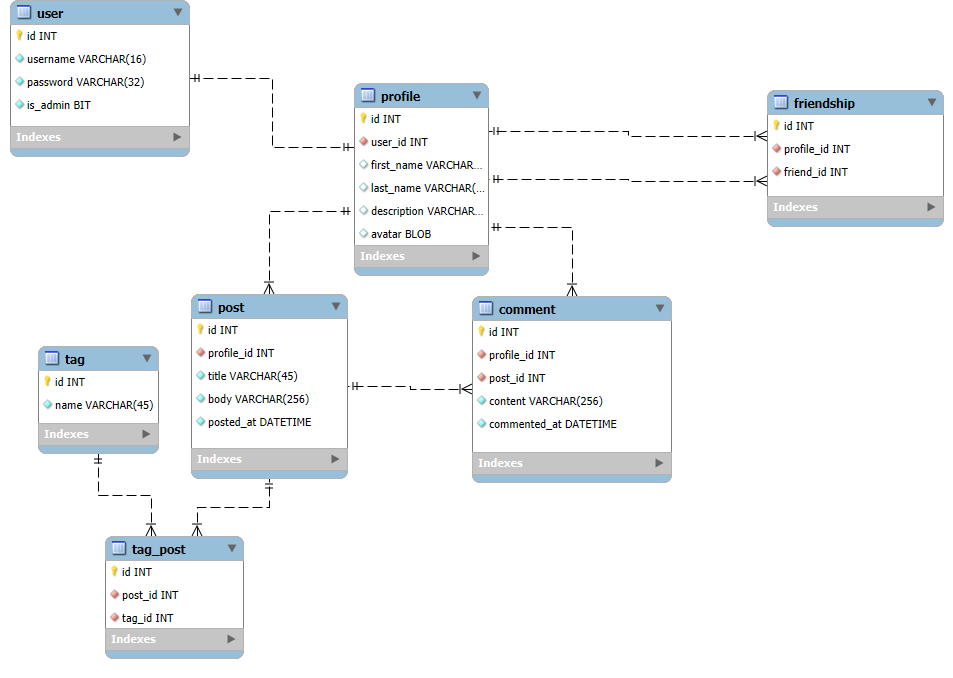 user
id INT
username VARCHAR(16)
password VARCHAR(32)
is_admin BIT
Indexes
profile
id INT
user_id INT
first_name VARCHAR...
last_name VARCHAR(...
description VARCHAR...
avatar BLOB
Indexes
friendship
id INT
profile_id INT
friend_id INT
Indexes
post
id INT
profile_id INT
title VARCHAR(45)
body VARCHAR(256)
posted_at DATETIME
Indexes
comment
id INT
profile_id INT
post_id INT
content VARCHAR(256)
commented_at DATETIME
Indexes
tag
id INT
name VARCHAR(45)
Indexes
tag_post
id INT
post_id INT
tag_id INT
Indexes